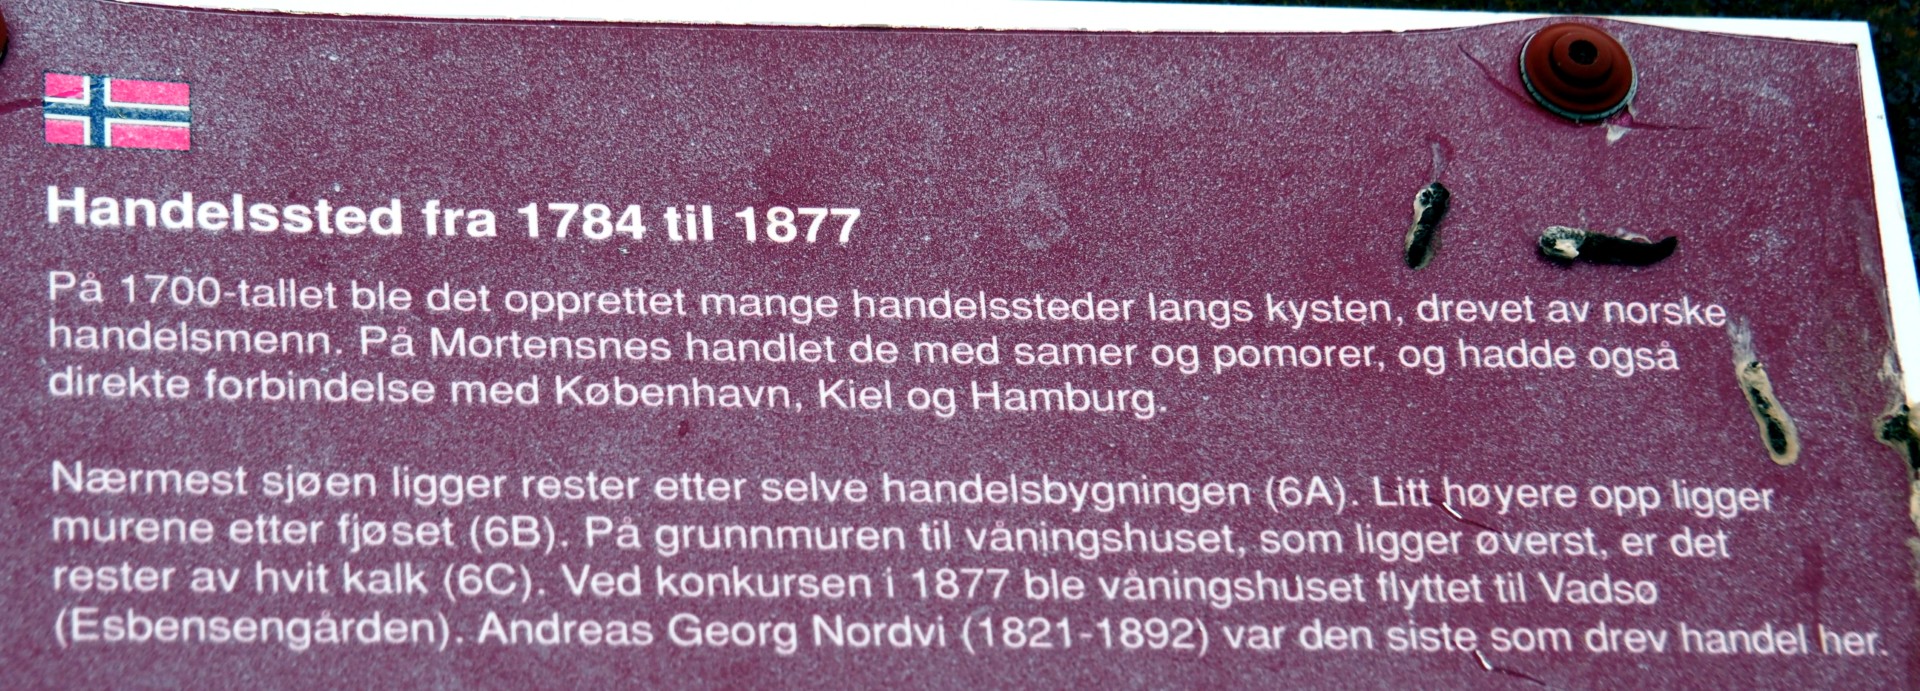 Handelssted fra 1784 til 1877
På 1700-tallet ble det opprettet mange handelssteder langs kysten, drevet av norske
handelsmenn. På Mortensnes handlet de med samer og pomorer, og hadde også
direkte forbindelse med København, Kiel og Hamburg.
Nærmest sjøen ligger rester etter selve handelsbygningen (6A). Litt høyere opp ligger
murene etter fjøset (6B). På grunnmuren til våningshuset, som ligger øverst, er det
rester av hvit kalk (6C). Ved konkursen i 1877 ble våningshuset flyttet til Vadsø
(Esbensengården). Andreas Georg Nordvi (1821-1892) var den siste som drev handel her.